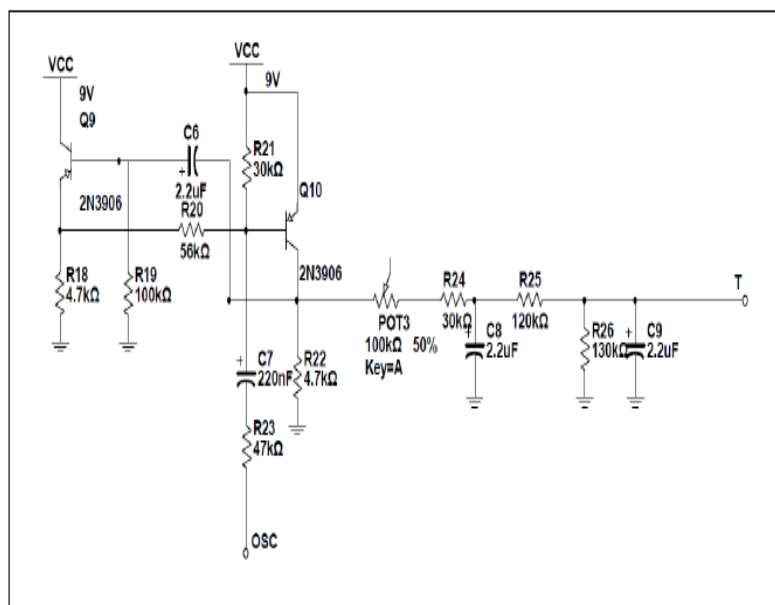 VCC
9V
Q9
2N3906
C6
+
2.2uF
R20
56kΩ
R18
4.7kΩ
R19
100kΩ
VCC
9V
R21
30kΩ
Q10
2N3906
+
C7
220nF
R22
4.7kΩ
R23
47kΩ
OSC
POT3
100kΩ 50%
Key=A
R24
30kΩ
+
C8
2.2uF
R25
120kΩ
R26
130kΩ
+
C9
2.2uF
T